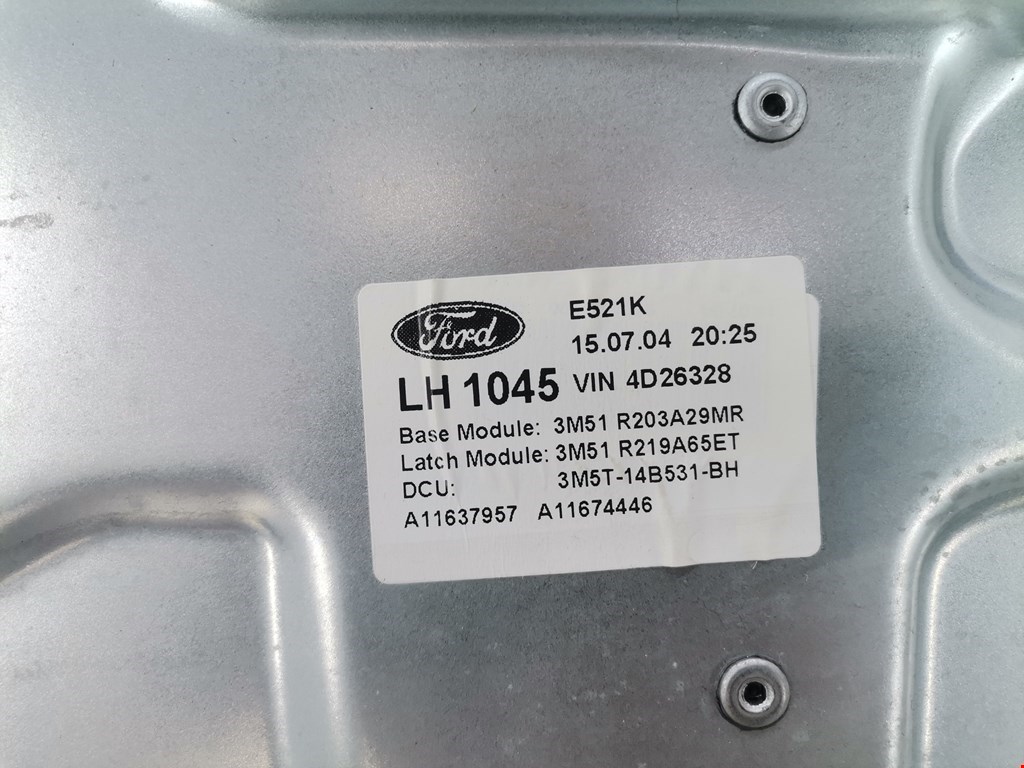 Ford
E521K
15.07.04 20:25
LH 1045 VIN 4D26328
Base Module: 3M51 R203A29MR
Latch Module: 3M51 R219A65ET
DCU: 3M5T-14B531-BH
A11637957 A11674446